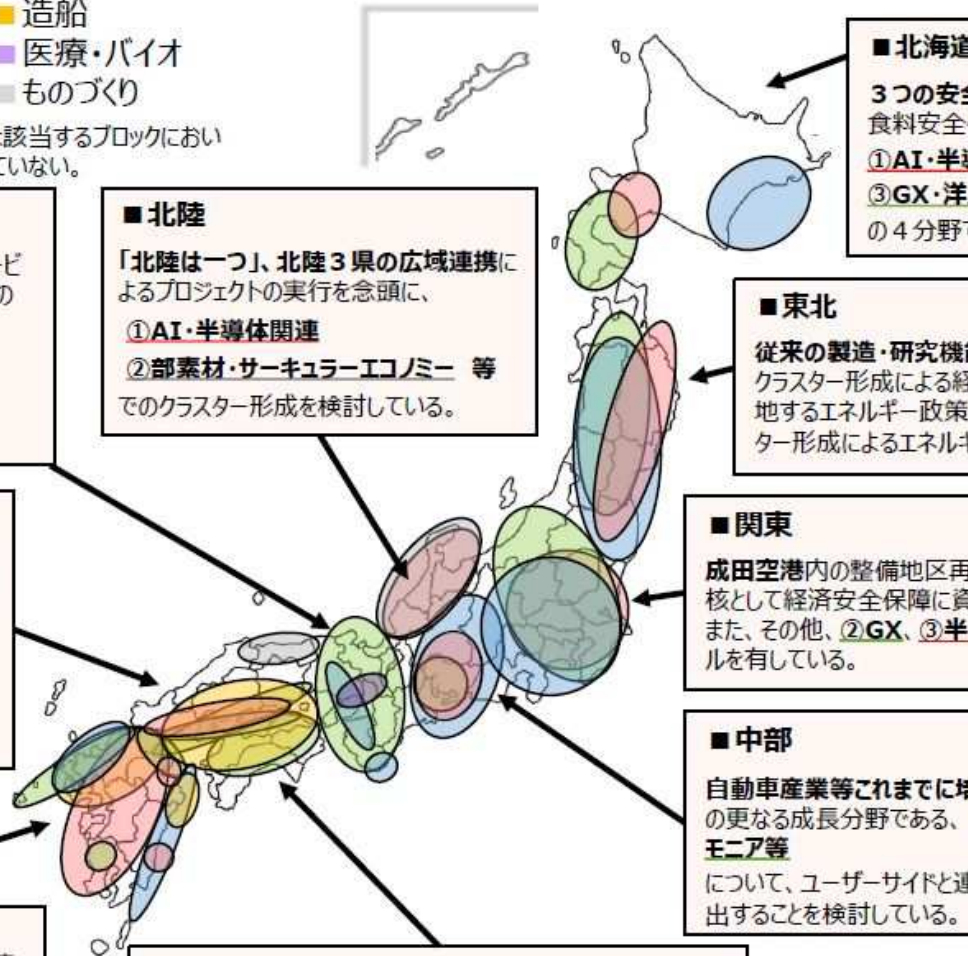 造船
医療・バイオ
ものづくり
該当するブロックにおい
ていない。
ービ
の
■北陸
「北陸は一つ」、北陸３県の広域連携に
よるプロジェクトの実行を念頭に、
①AI・半導体関連
②部素材・サーキュラーエコノミー　等
でのクラスター形成を検討している。
■北海道
３つの安全
食料安全
①AI・半導
③GX・洋
の４分野で
■東北
従来の製造・研究機能
クラスター形成による経
地するエネルギー政策
ター形成によるエネルギ
■関東
成田空港内の整備地区再
核として経済安全保障に資
また、その他、②GX、③半
ルを有している。
■中部
自動車産業等これまでに培
の更なる成長分野である、
モニア等
について、ユーザーサイドと連
出することを検討している。